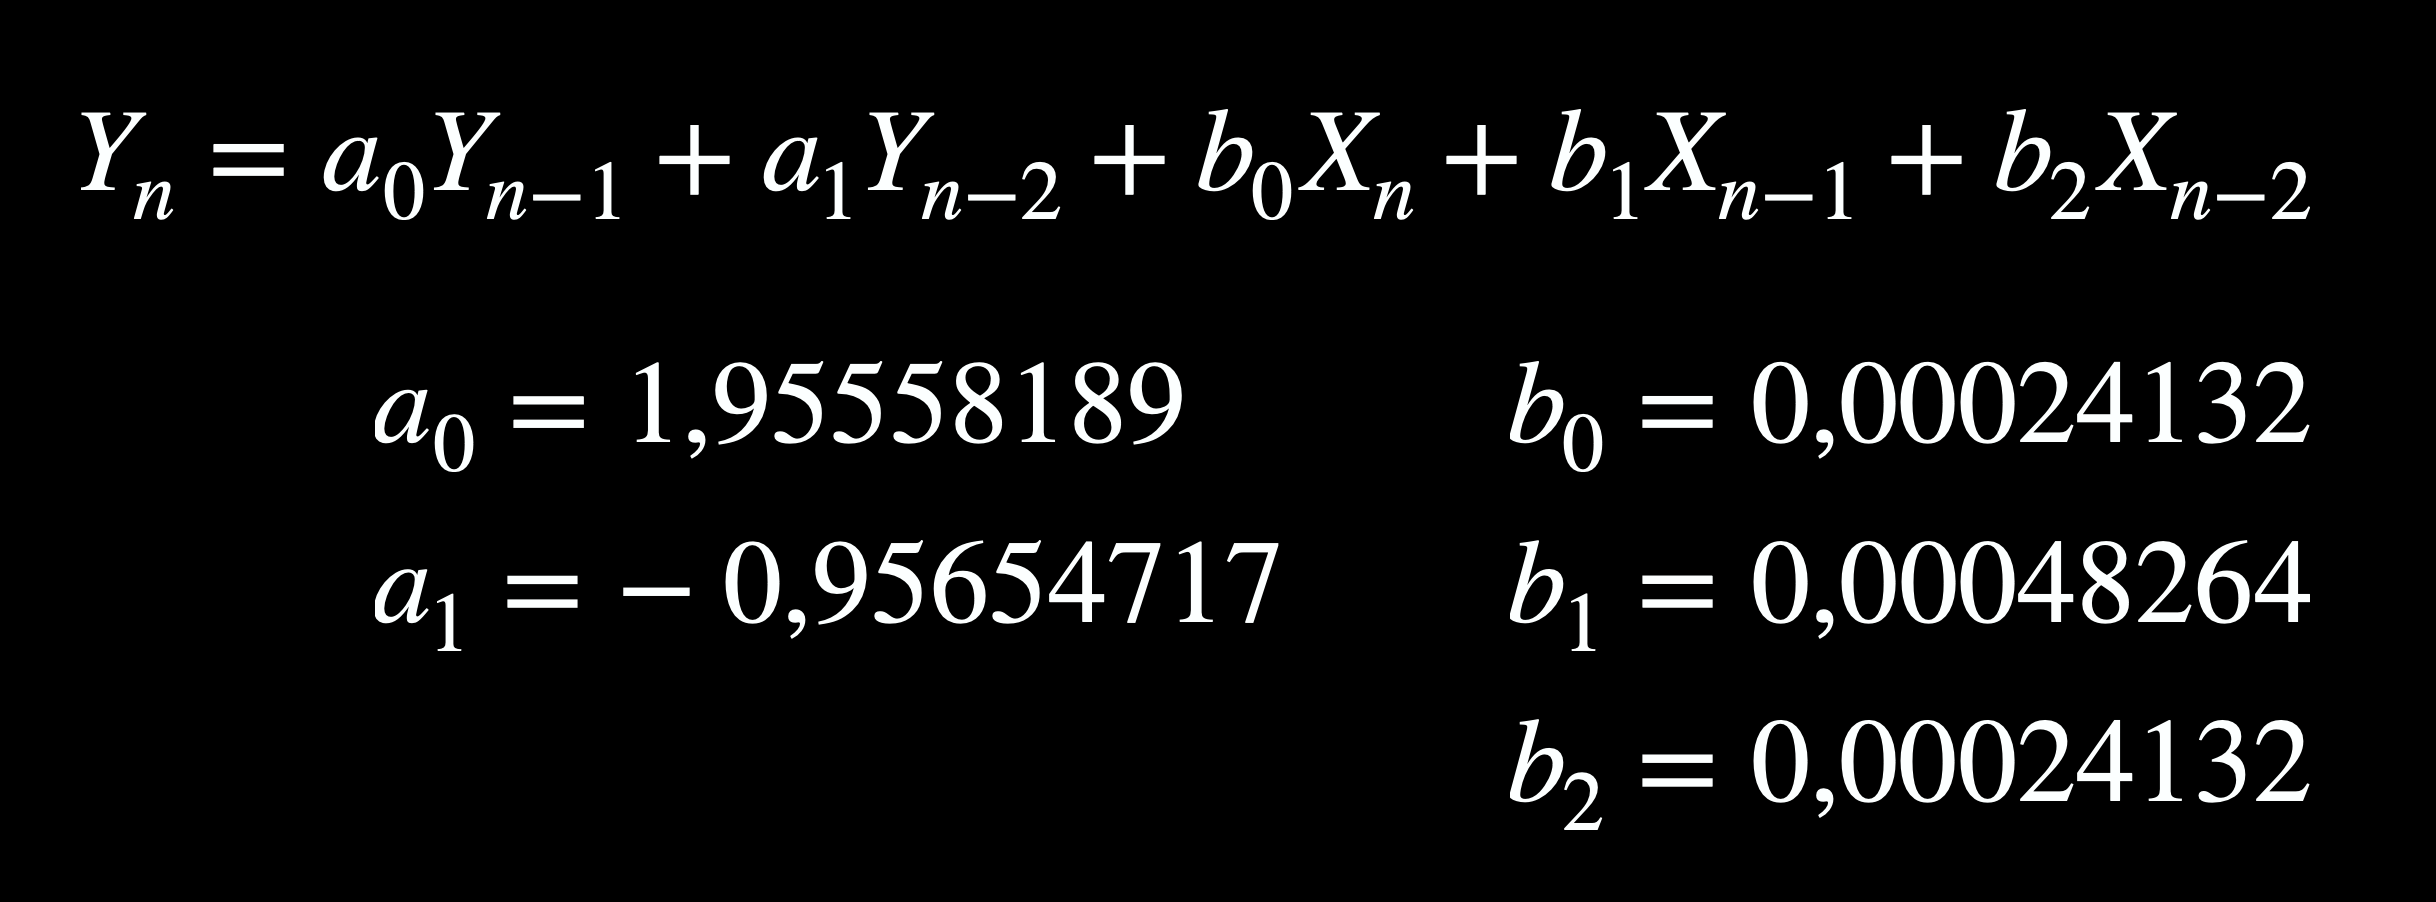 Yₙ = a₀Yₙ₋₁ + a₁Yₙ₋₂ + b₀Xₙ + b₁Xₙ₋₁ + b₂Xₙ₋₂
a₀ = 1,95558189 b₀ = 0,00024132
a₁ = − 0,95654717 b₁ = 0,00048264
b₂ = 0,00024132